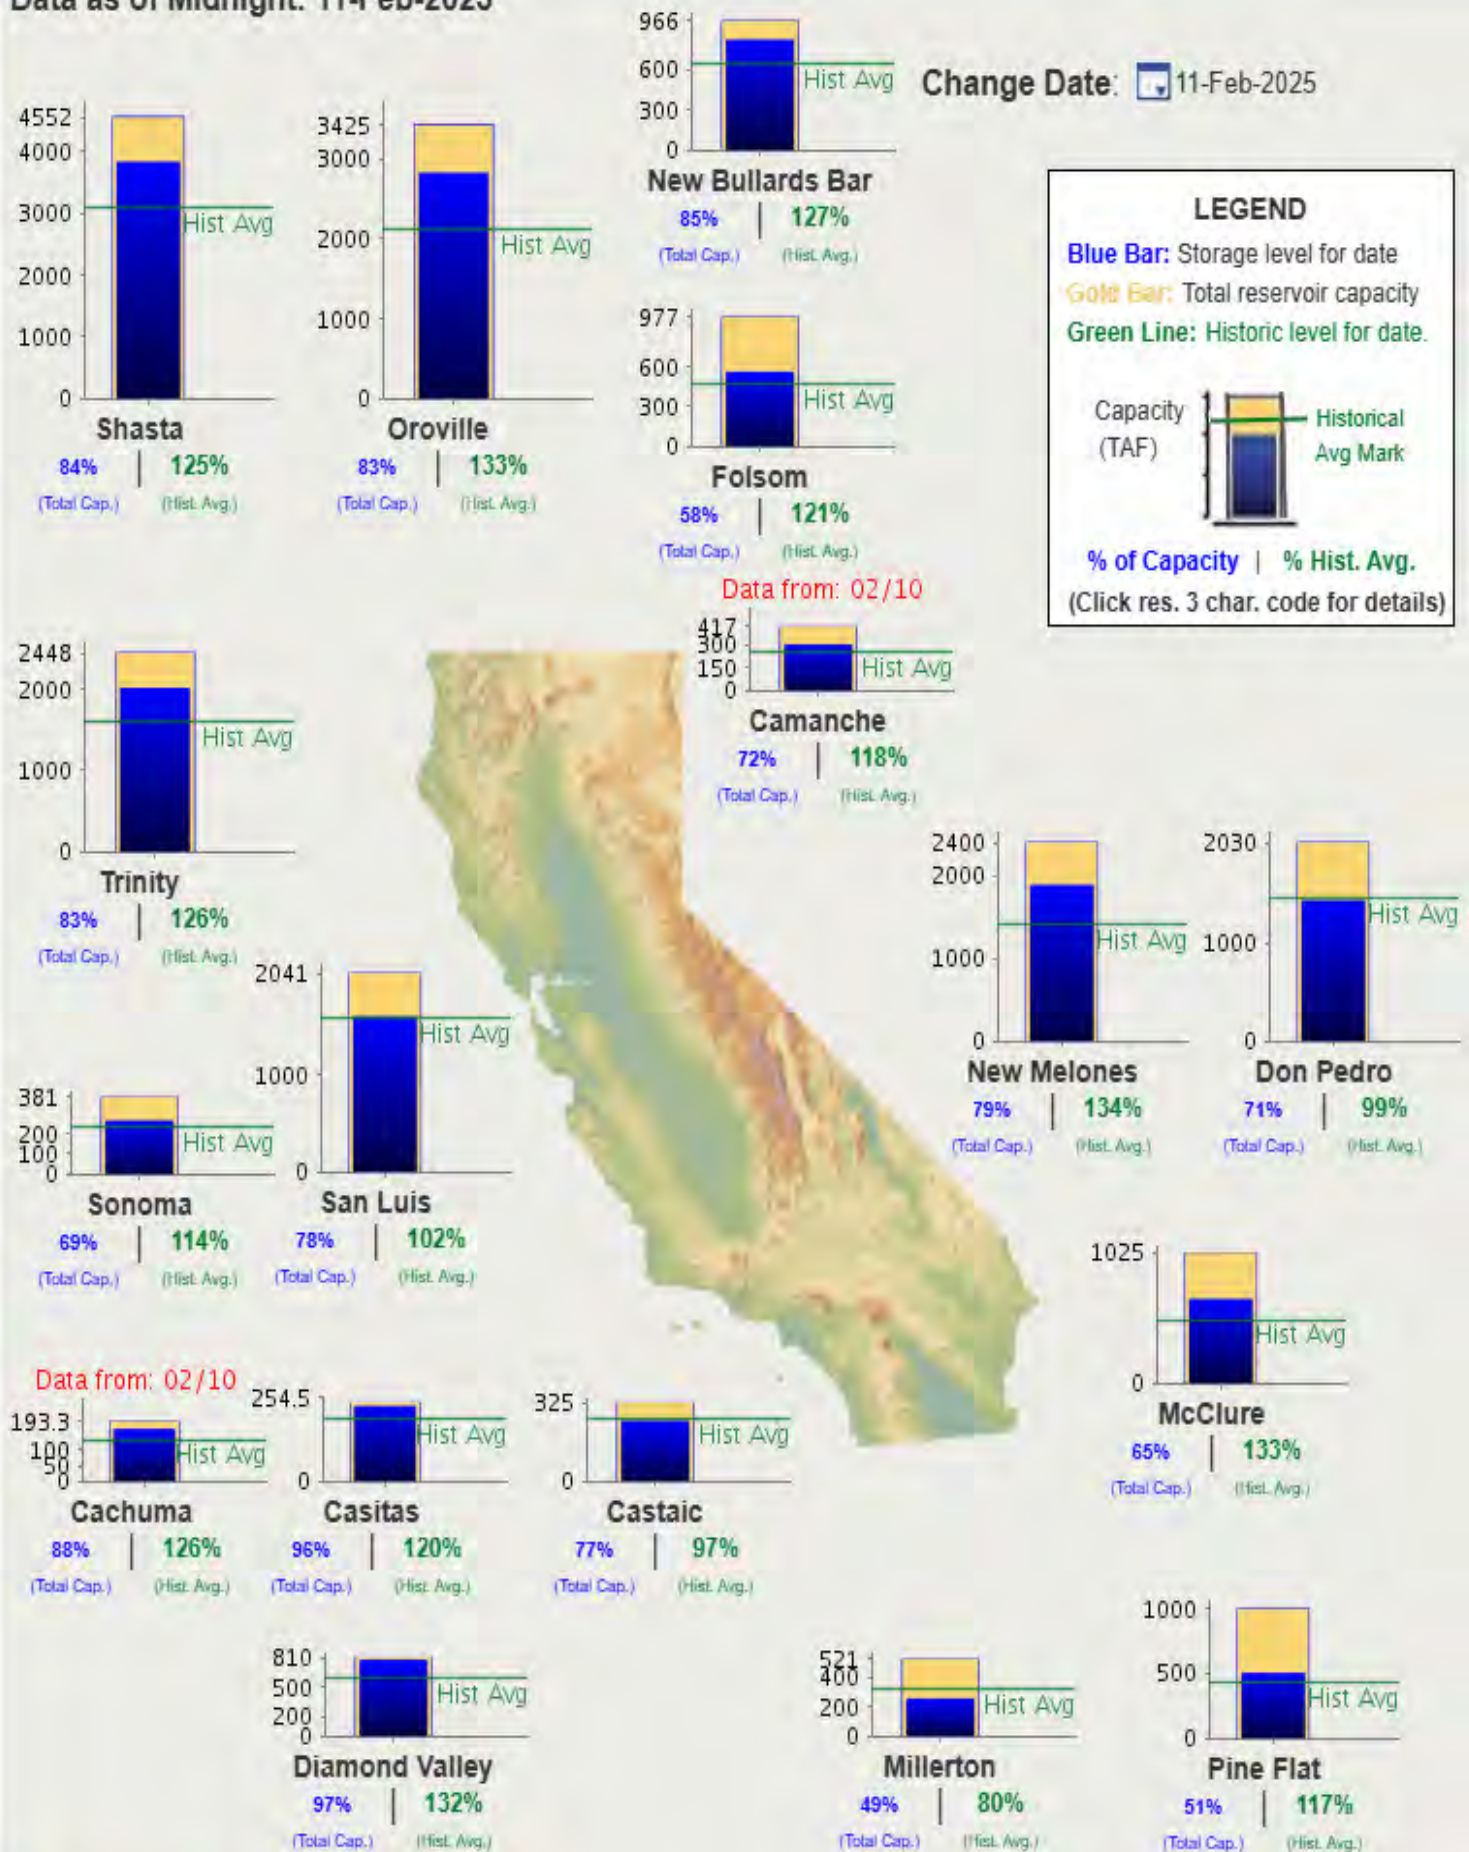 Data as of Midnight: 11-Feb-2025
966
600
300
0
Hist Avg
New Bullards Bar
85% | 127%
(Total Cap.) (Hist. Avg.)
Change Date: 11-Feb-2025
4552
4000
3000
2000
1000
0
Hist Avg
Shasta
84% | 125%
(Total Cap.) (Hist. Avg.)
3425
3000
2000
1000
0
Hist Avg
Oroville
83% | 133%
(Total Cap.) (Hist. Avg.)
977
600
300
0
Hist Avg
Folsom
58% | 121%
(Total Cap.) (Hist. Avg.)
LEGEND
Blue Bar: Storage level for date
Gold Bar: Total reservoir capacity
Green Line: Historic level for date.
Capacity
(TAF)
Historical
Avg Mark
% of Capacity | % Hist. Avg.
(Click res. 3 char. code for details)
Data from: 02/10
417
300
150
0
Hist Avg
Camanche
72% | 118%
(Total Cap.) (Hist. Avg.)
2448
2000
1000
0
Hist Avg
Trinity
83% | 126%
(Total Cap.) (Hist. Avg.)
2400
2000
1000
0
Hist Avg
New Melones
79% | 134%
(Total Cap.) (Hist. Avg.)
2030
1000
0
Hist Avg
Don Pedro
71% | 99%
(Total Cap.) (Hist. Avg.)
2041
1000
0
Hist Avg
San Luis
78% | 102%
(Total Cap.) (Hist. Avg.)
381
200
100
0
Hist Avg
Sonoma
69% | 114%
(Total Cap.) (Hist. Avg.)
1025
0
Hist Avg
McClure
65% | 133%
(Total Cap.) (Hist. Avg.)
Data from: 02/10
193.3
100
50
0
Hist Avg
Cachuma
88% | 126%
(Total Cap.) (Hist. Avg.)
254.5
0
Hist Avg
Casitas
96% | 120%
(Total Cap.) (Hist. Avg.)
325
0
Hist Avg
Castaic
77% | 97%
(Total Cap.) (Hist. Avg.)
810
500
200
0
Hist Avg
Diamond Valley
97% | 132%
(Total Cap.) (Hist. Avg.)
521
400
200
0
Hist Avg
Millerton
49% | 80%
(Total Cap.) (Hist. Avg.)
1000
500
0
Hist Avg
Pine Flat
51% | 117%
(Total Cap.) (Hist. Avg.)